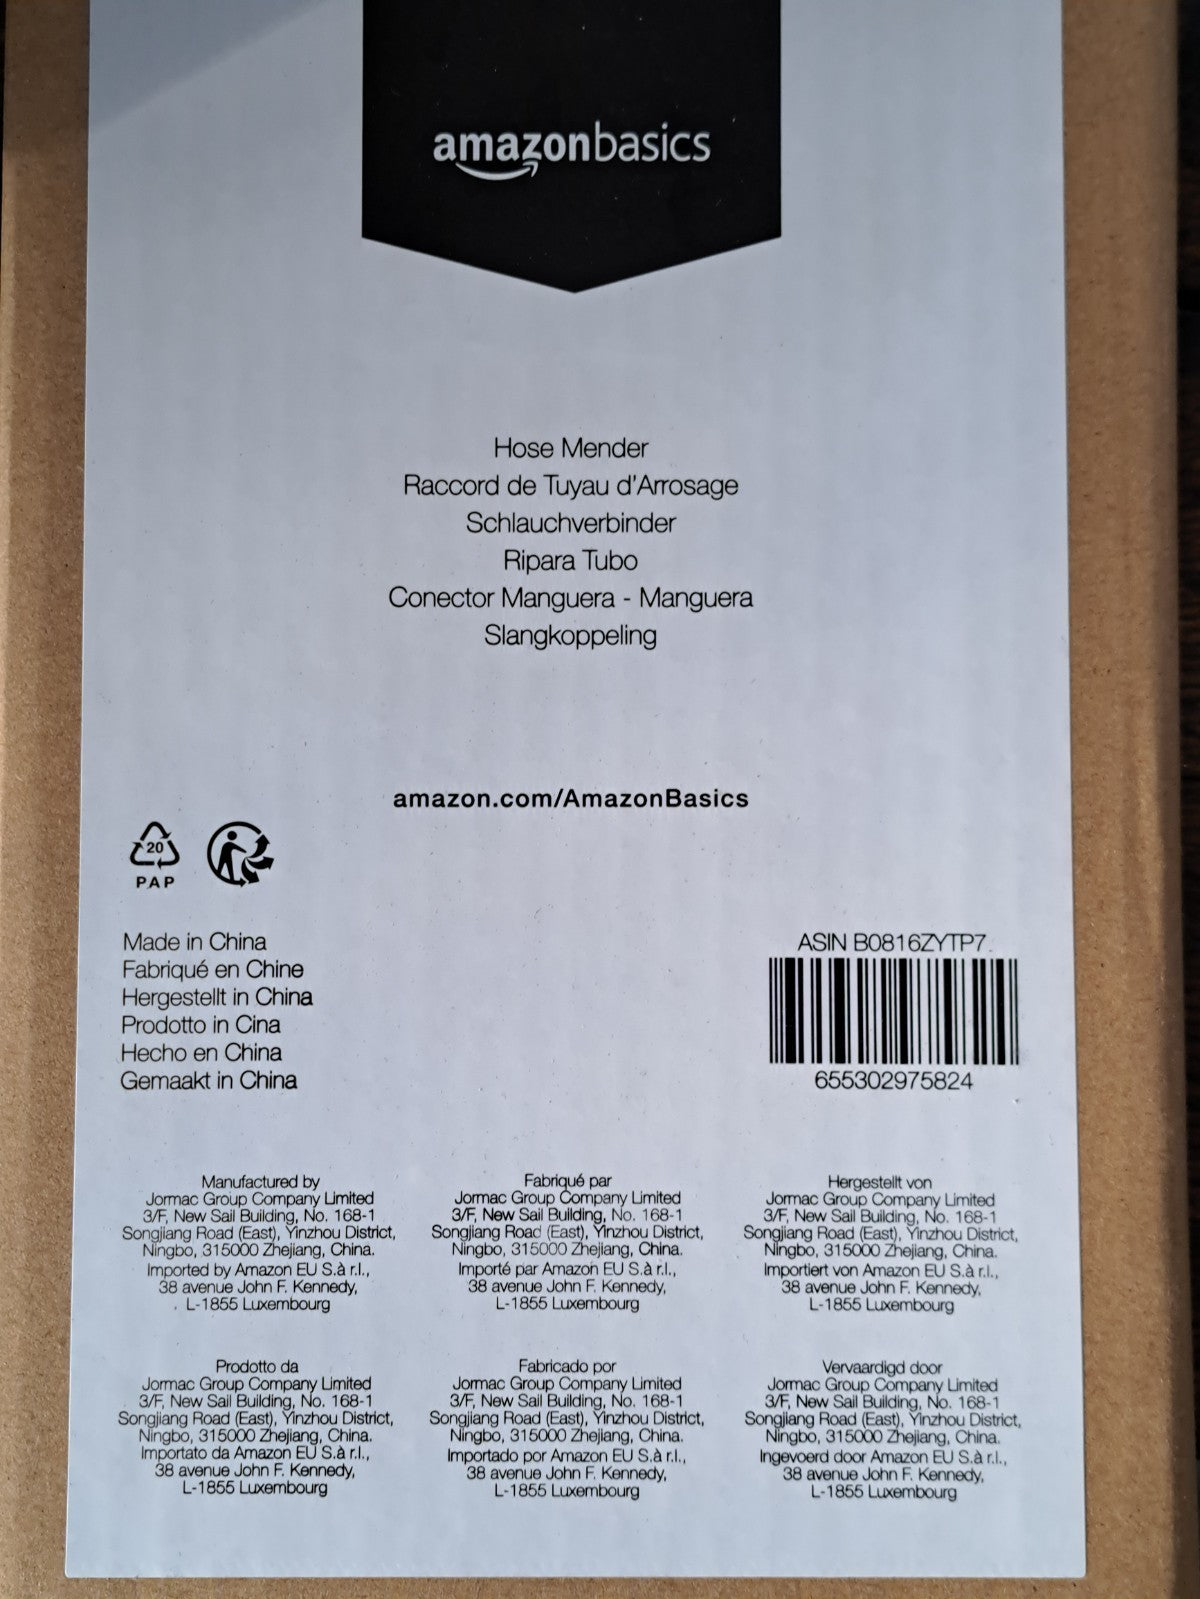 amazonbasics
Hose Mender
Raccord de Tuyau d'Arrosage
Schlauchverbinder
Ripara Tubo
Conector Manguera - Manguera
Slangkoppeling
amazon.com/AmazonBasics
20
PAP
Made in China
Fabriqué en Chine
Hergestellt in China
Prodotto in Cina
Hecho en China
Gemaakt in China
ASIN B0816ZYTP7
655302975824
Manufactured by
Jormac Group Company Limited
3/F, New Sail Building, No. 168-1
Songjiang Road (East), Yinzhou District,
Ningbo, 315000 Zhejiang, China.
Imported by Amazon EU S.à r.l.,
38 avenue John F. Kennedy,
L-1855 Luxembourg
Fabriqué par
Jormac Group Company Limited
3/F, New Sail Building, No. 168-1
Songjiang Road (East), Yinzhou District,
Ningbo, 315000 Zhejiang, China.
Importé par Amazon EU S.à r.l.,
38 avenue John F. Kennedy,
L-1855 Luxembourg
Hergestellt von
Jormac Group Company Limited
3/F, New Sail Building, No. 168-1
Songjiang Road (East), Yinzhou District,
Ningbo, 315000 Zhejiang, China.
Importiert von Amazon EU S.à r.l.,
38 avenue John F. Kennedy,
L-1855 Luxembourg
Prodotto da
Jormac Group Company Limited
3/F, New Sail Building, No. 168-1
Songjiang Road (East), Yinzhou District,
Ningbo, 315000 Zhejiang, China.
Importato da Amazon EU S.à r.l.,
38 avenue John F. Kennedy,
L-1855 Luxembourg
Fabricado por
Jormac Group Company Limited
3/F, New Sail Building, No. 168-1
Songjiang Road (East), Yinzhou District,
Ningbo, 315000 Zhejiang, China.
Importado por Amazon EU S.à r.l.,
38 avenue John F. Kennedy,
L-1855 Luxembourg
Vervaardigd door
Jormac Group Company Limited
3/F, New Sail Building, No. 168-1
Songjiang Road (East), Yinzhou District,
Ningbo, 315000 Zhejiang, China.
Ingevoerd door Amazon EU S.à r.l.,
38 avenue John F. Kennedy,
L-1855 Luxembourg